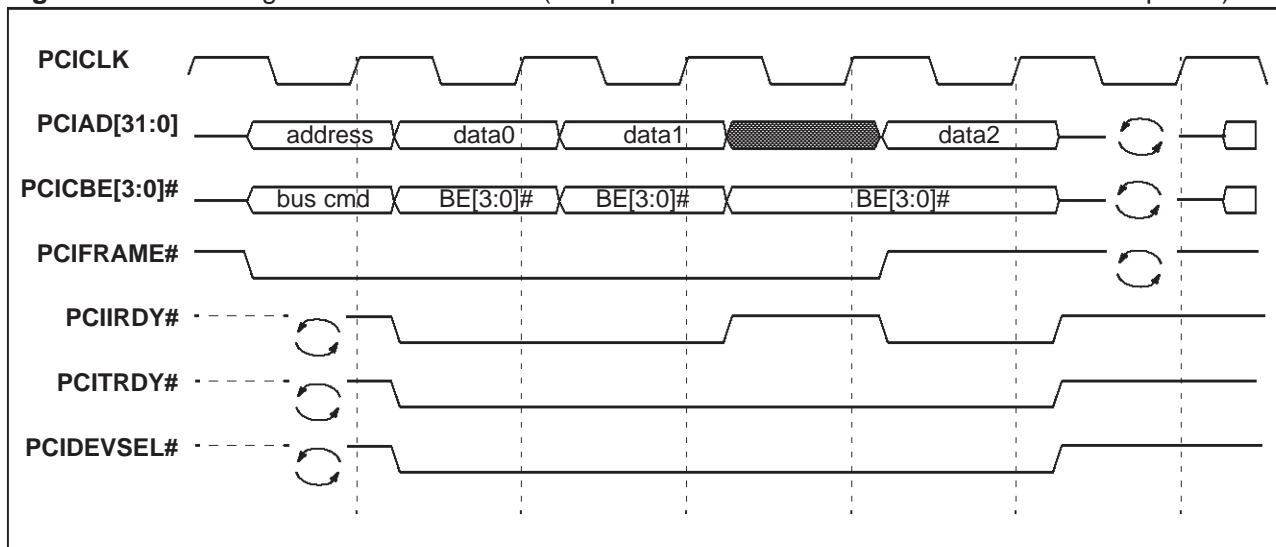 PCICLK
PCIAD[31:0] address data0 data1 data2
PCICBE[3:0]# bus cmd BE[3:0]# BE[3:0]# BE[3:0]#
PCIFRAME#
PCIIRDY#
PCITRDY#
PCIDEVSEL#